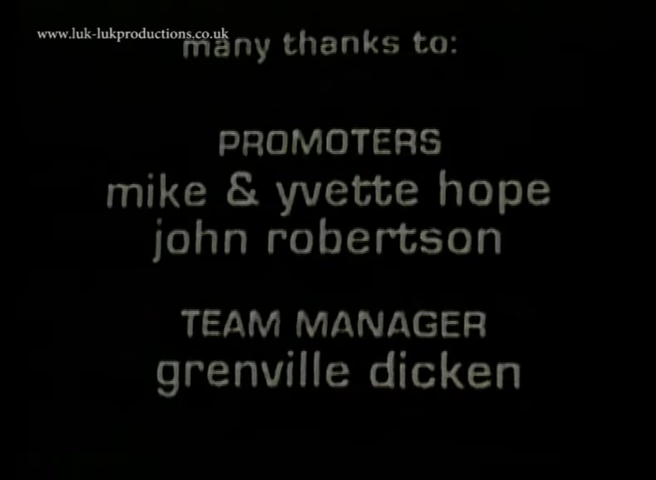 www.luk-lukproductions.co.uk
many thanks to:
PROMOTERS
mike & yvette hope
john robertson
TEAM MANAGER
grenville dicken